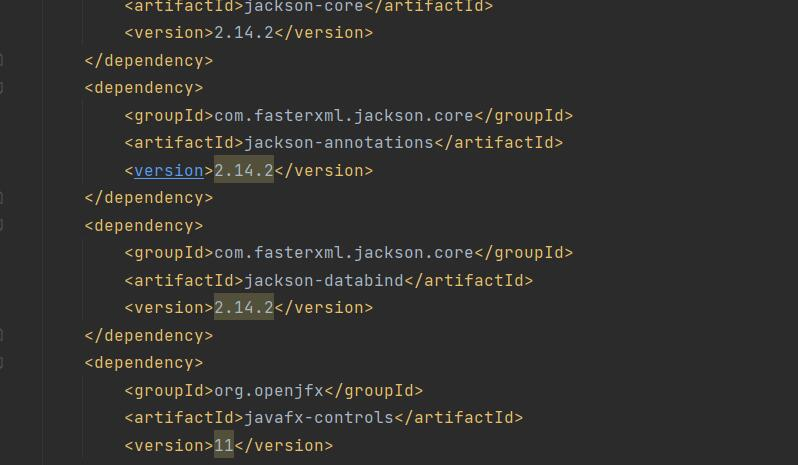 <artifactId>jackson-core</artifactId>
<version>2.14.2</version>
</dependency>
<dependency>
<groupId>com.fasterxml.jackson.core</groupId>
<artifactId>jackson-annotations</artifactId>
<version>2.14.2</version>
</dependency>
<dependency>
<groupId>com.fasterxml.jackson.core</groupId>
<artifactId>jackson-databind</artifactId>
<version>2.14.2</version>
</dependency>
<dependency>
<groupId>org.openjfx</groupId>
<artifactId>javafx-controls</artifactId>
<version>11</version>